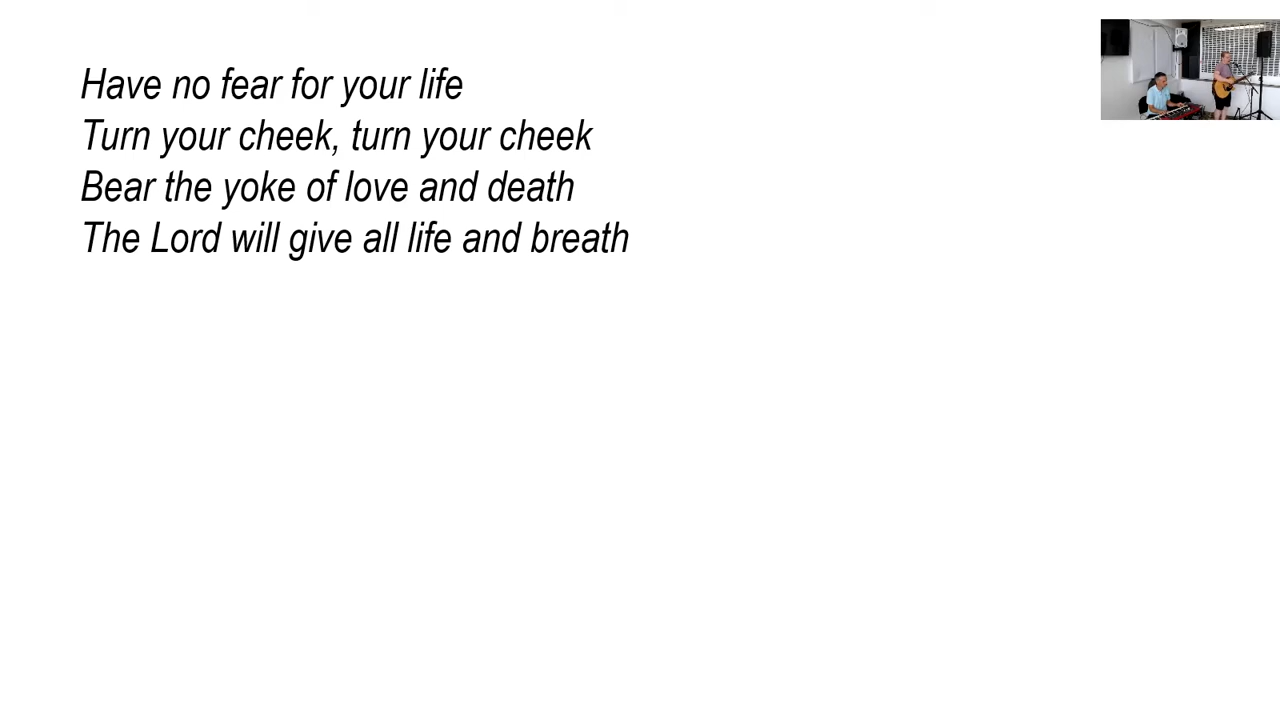 Have no fear for your life
Turn your cheek, turn your cheek
Bear the yoke of love and death
The Lord will give all life and breath